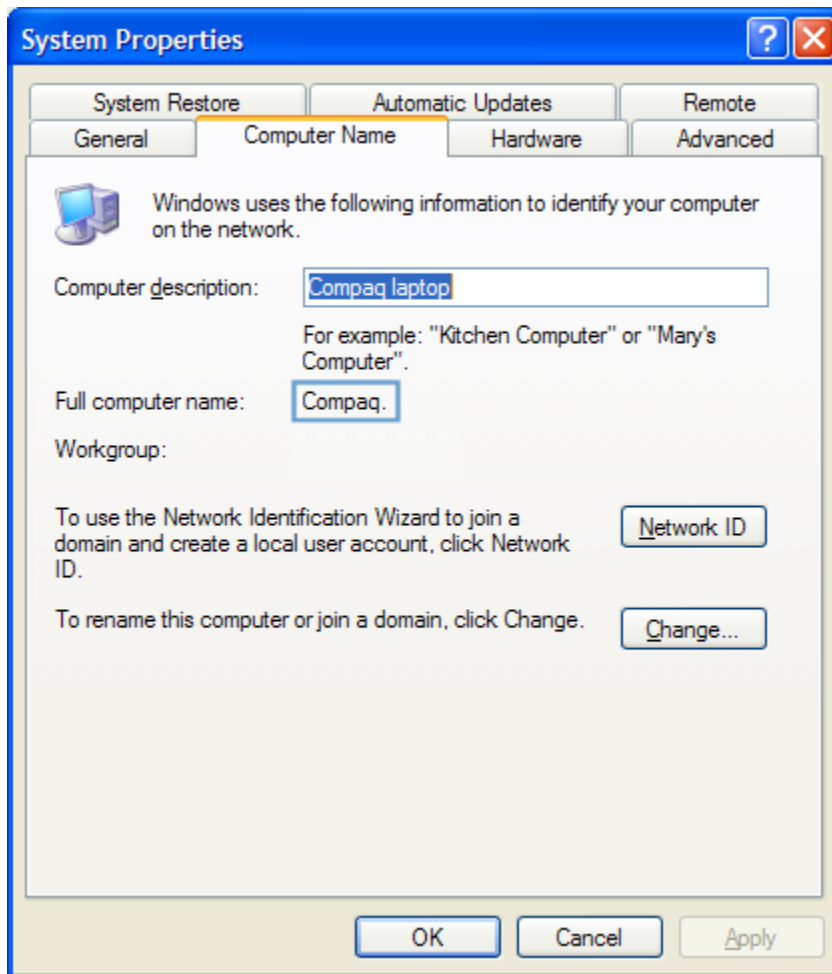 System Properties
?
System Restore
Automatic Updates
Remote
General
Computer Name
Hardware
Advanced
Windows uses the following information to identify your computer
on the network.
Computer description:
Compaq laptop
For example: "Kitchen Computer" or "Mary's
Computer".
Full computer name:
Compaq.
Workgroup:
To use the Network Identification Wizard to join a
domain and create a local user account, click Network
ID.
Network ID
To rename this computer or join a domain, click Change.
Change...
OK
Cancel
Apply